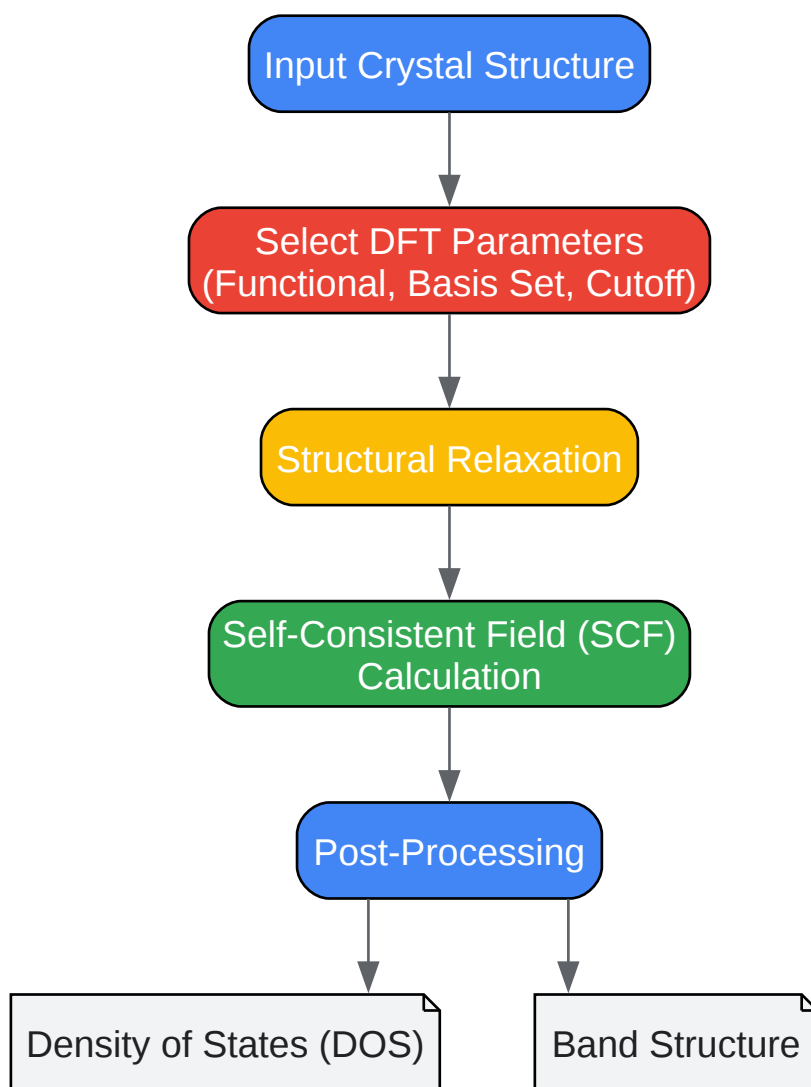 Input Crystal Structure
Select DFT Parameters
(Functional, Basis Set, Cutoff)
Structural Relaxation
Self-Consistent Field (SCF)
Calculation
Post-Processing
Density of States (DOS)
Band Structure